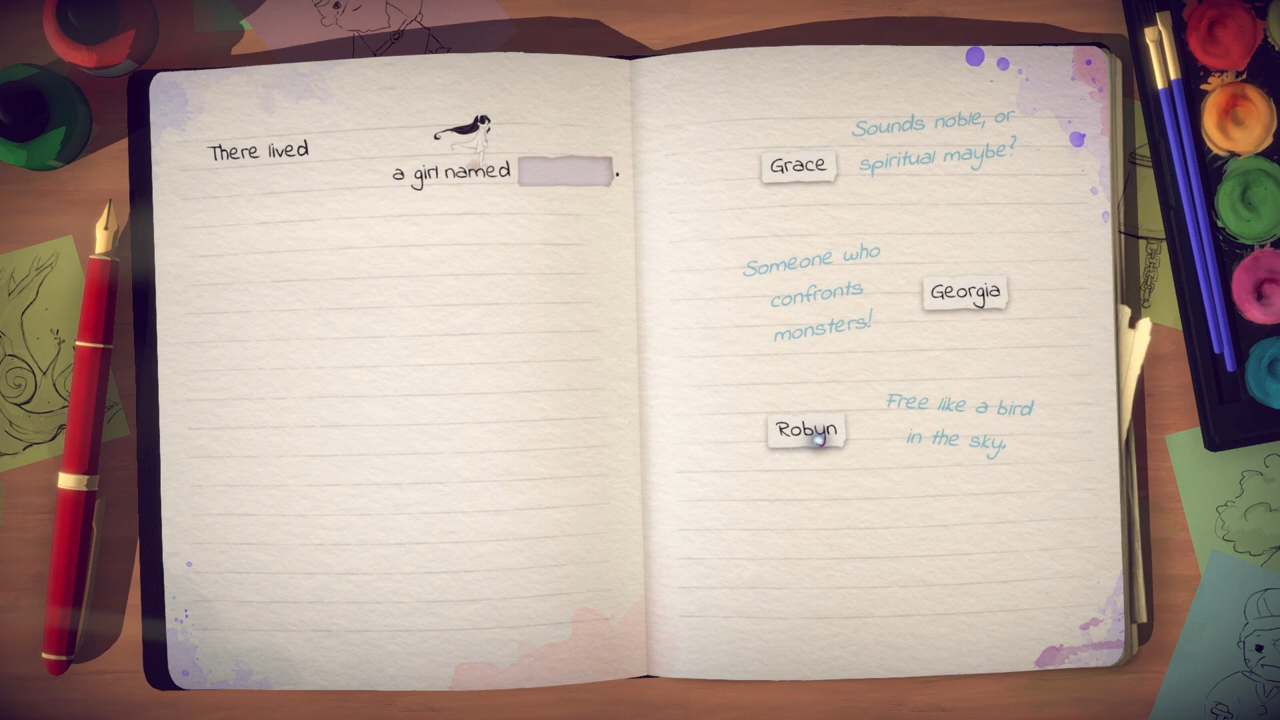 There lived
a girl named .
Sounds noble, or
Grace spiritual maybe?
Someone who
confronts Georgia
monsters!
Free like a bird
Robyn in the sky.